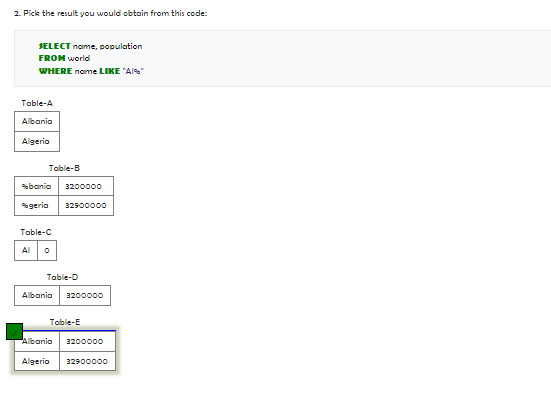 2. Pick the result you would obtain from this code:
SELECT name, population
FROM world
WHERE name LIKE "Al%"
Table-A
Albania
Algeria
Table-B
%bania 3200000
%geria 32900000
Table-C
Al 0
Table-D
Albania 3200000
Table-E
Albania 3200000
Algeria 32900000